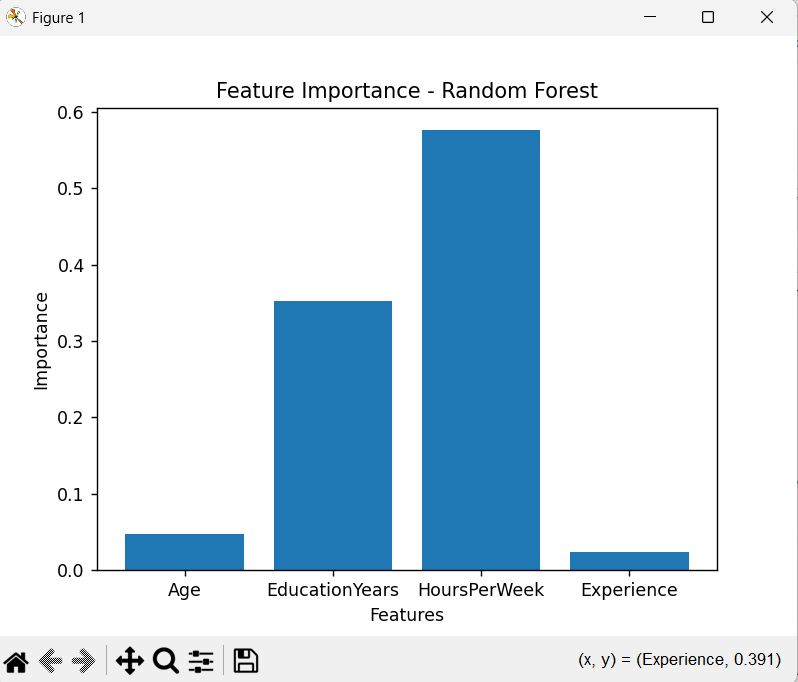 Figure 1
Feature Importance - Random Forest
0.6
0.5
0.4
0.3
0.2
0.1
0.0
Importance
Age EducationYears HoursPerWeek Experience
Features
(x, y) = (Experience, 0.391)